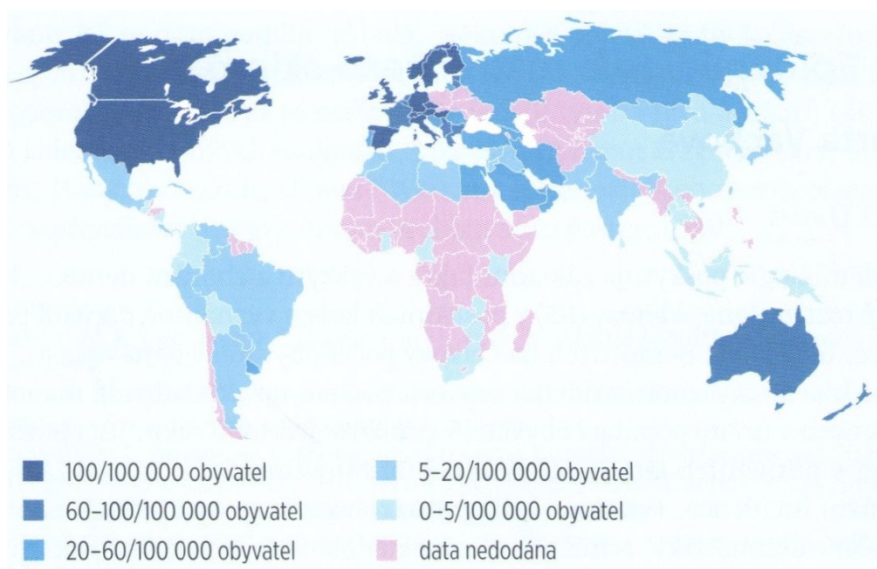 100/100 000 obyvatel
60–100/100 000 obyvatel
20–60/100 000 obyvatel
5–20/100 000 obyvatel
0–5/100 000 obyvatel
data nedodána